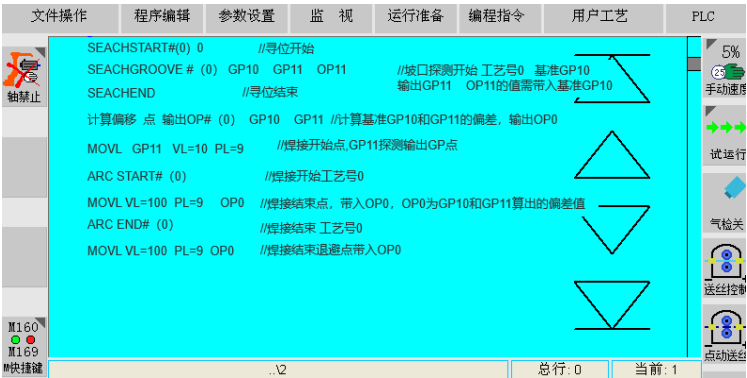 文件操作 程序编辑 参数设置 监 视 运行准备 编程指令 用户工艺 PLC
SEACHSTART#(0) 0 //寻位开始
SEACHGROOVE # (0) GP10 GP11 OP11 //坡口探测开始 工艺号0 基准GP10
输出GP11 OP11的值需带入基准GP10
SEACHEND //寻位结束
计算偏移 点 输出OP# (0) GP10 GP11 //计算基准GP10和GP11的偏差，输出OP0
MOVL GP11 VL=10 PL=9 //焊接开始点,GP11探测输出GP点
ARC START# (0) //焊接开始工艺号0
MOVL VL=100 PL=9 OP0 //焊接结束点，带入OP0，OP0为GP10和GP11算出的偏差值
ARC END# (0) //焊接结束 工艺号0
MOVL VL=100 PL=9 OP0 //焊接结束退避点带入OP0
轴禁止
M160
M169
M快捷键
5%
25
手动速度
试运行
气检关
送丝控制
点动送丝
..\2 总行:0 当前:1